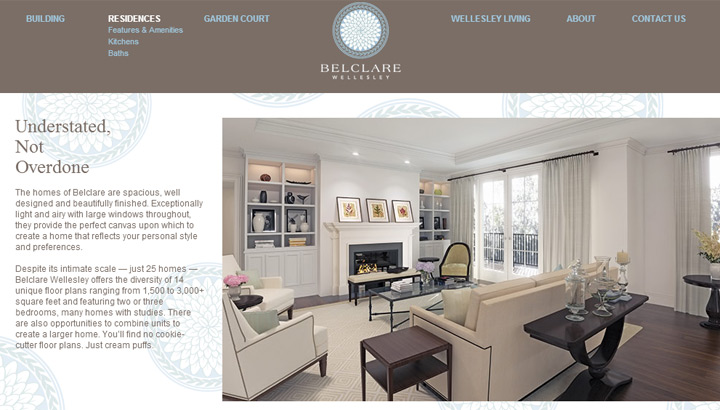 BUILDING
RESIDENCES
Features & Amenities
Kitchens
Baths
GARDEN COURT
BELCLARE
WELLESLEY
WELLESLEY LIVING
ABOUT
CONTACT US
Understated,
Not
Overdone
The homes of Belclare are spacious, well
designed and beautifully finished. Exceptionally
light and airy with large windows throughout,
they provide the perfect canvas upon which to
create a home that reflects your personal style
and preferences.
Despite its intimate scale — just 25 homes —
Belclare Wellesley offers the diversity of 14
unique floor plans ranging from 1,500 to 3,000+
square feet and featuring two or three
bedrooms, many homes with studies. There
are also opportunities to combine units to
create a larger home. You'll find no cookie-
cutter floor plans. Just cream puffs.